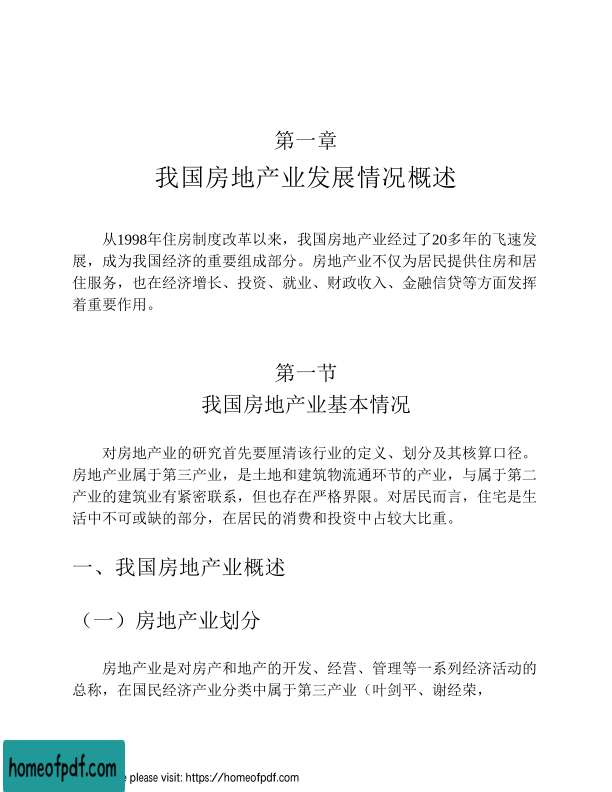 第一章
我国房地产业发展情况概述
从1998年住房制度改革以来，我国房地产业经过了20多年的飞速发
展，成为我国经济的重要组成部分。房地产业不仅为居民提供住房和居
住服务，也在经济增长、投资、就业、财政收入、金融信贷等方面发挥
着重要作用。
第一节
我国房地产业基本情况
对房地产业的研究首先要厘清该行业的定义、划分及其核算口径。
房地产业属于第三产业，是土地和建筑物流通环节的产业，与属于第二
产业的建筑业有紧密联系，但也存在严格界限。对居民而言，住宅是生
活中不可或缺的部分，在居民的消费和投资中占较大比重。
一、我国房地产业概述
（一）房地产业划分
房地产业是对房产和地产的开发、经营、管理等一系列经济活动的
总称，在国民经济产业分类中属于第三产业（叶剑平、谢经荣，
homeofpdf.com
please visit: https://homeofpdf.com